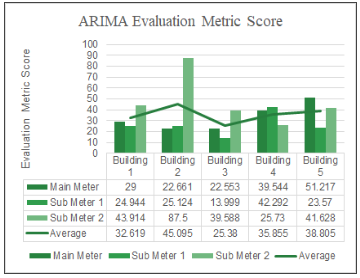 ARIMA Evaluation Metric Score
Evaluation Metric Score
100
90
80
70
60
50
40
30
20
10
0
Building 1 Building 2 Building 3 Building 4 Building 5
Main Meter 29 22.661 22.553 39.544 51.217
Sub Meter 1 24.944 25.124 13.999 42.292 23.57
Sub Meter 2 43.914 87.5 39.588 25.73 41.628
Average 32.619 45.095 25.38 35.855 38.805
Main Meter Sub Meter 1 Sub Meter 2 Average